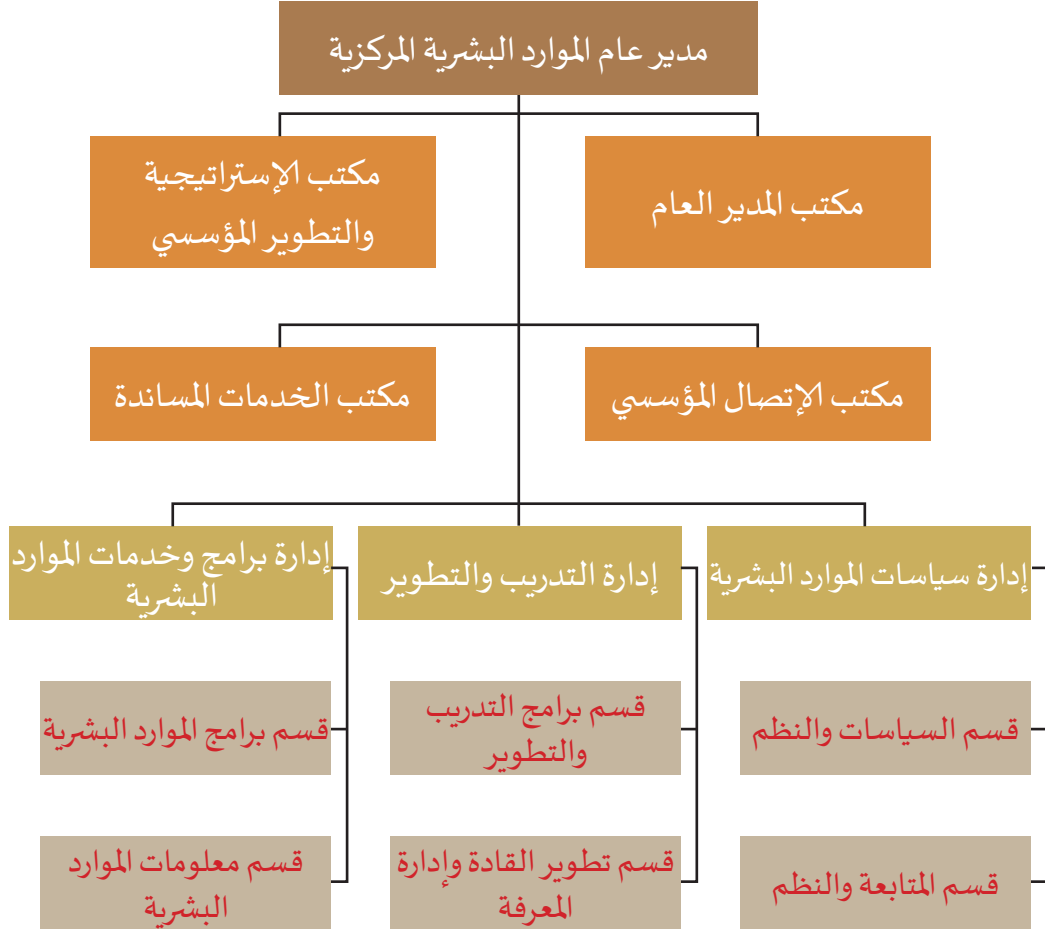 مدير عام الموارد البشرية المركزية
مكتب المدير العام
مكتب الإستراتيجية
والتطوير المؤسسي
مكتب الإتصال المؤسسي
مكتب الخدمات المساندة
إدارة سياسات الموارد البشرية
إدارة التدريب والتطوير
إدارة برامج وخدمات الموارد
البشرية
قسم السياسات والنظم
قسم برامج التدريب
والتطوير
قسم برامج الموارد البشرية
قسم المتابعة والنظم
قسم تطوير القادة وإدارة
المعرفة
قسم معلومات الموارد
البشرية